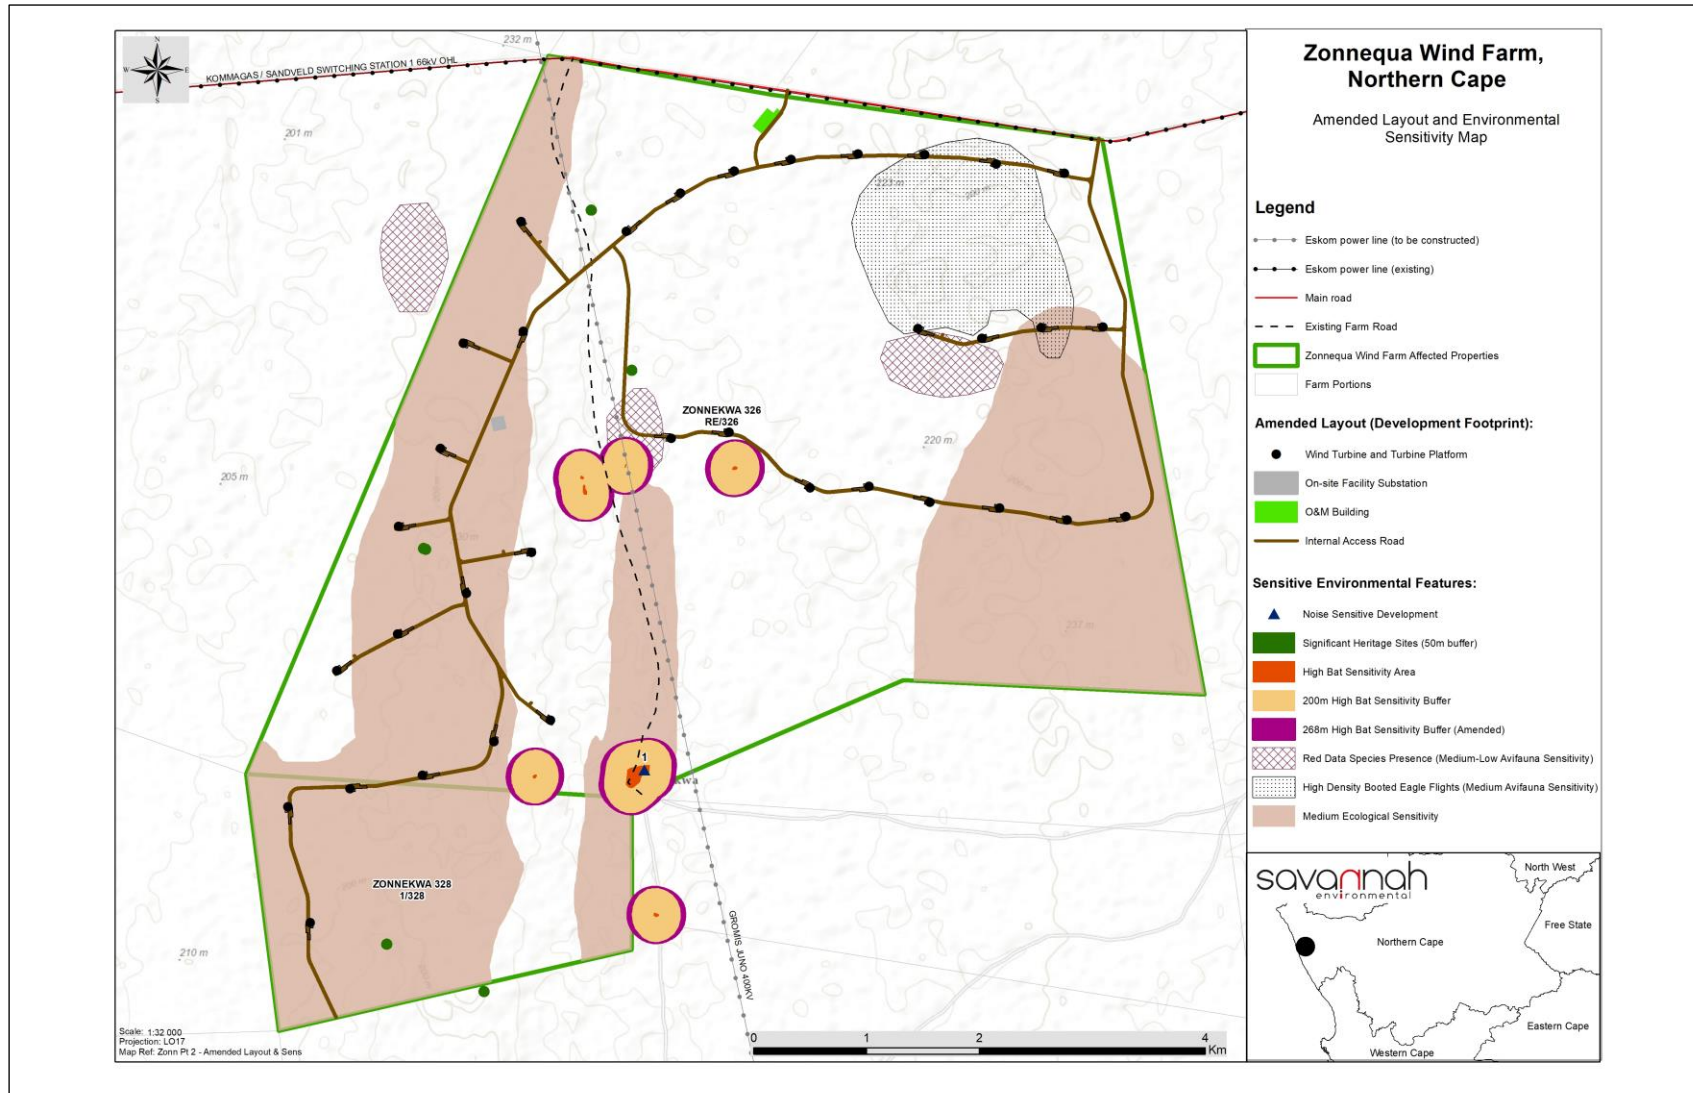 Zonnequa Wind Farm,
Northern Cape
Amended Layout and Environmental
Sensitivity Map
Legend
Eskom power line (to be constructed)
Eskom power line (existing)
Main road
Existing Farm Road
Zonnequa Wind Farm Affected Properties
Farm Portions
Amended Layout (Development Footprint):
Wind Turbine and Turbine Platform
On-site Facility Substation
O&M Building
Internal Access Road
Sensitive Environmental Features:
Noise Sensitive Development
Significant Heritage Sites (50m buffer)
High Bat Sensitivity Area
200m High Bat Sensitivity Buffer
268m High Bat Sensitivity Buffer (Amended)
Red Data Species Presence (Medium-Low Avifauna Sensitivity)
High Density Booted Eagle Flights (Medium Avifauna Sensitivity)
Medium Ecological Sensitivity
savannah
environmental
North West
Free State
Northern Cape
Eastern Cape
Western Cape
N
W
E
S
232 m
KOMMAGAS / SANDVELD SWITCHING STATION 1 66kV OHL
201 m
223 m
ZONNEKWA 326
RE/326
220 m
205 m
237 m
1
kwa
ZONNEKWA 328
1/328
210 m
GROMIS JUNO 400KV
Scale: 1:32 000
Projection: LO17
Map Ref: Zonn Pt 2 - Amended Layout & Sens
0 1 2 4
Km